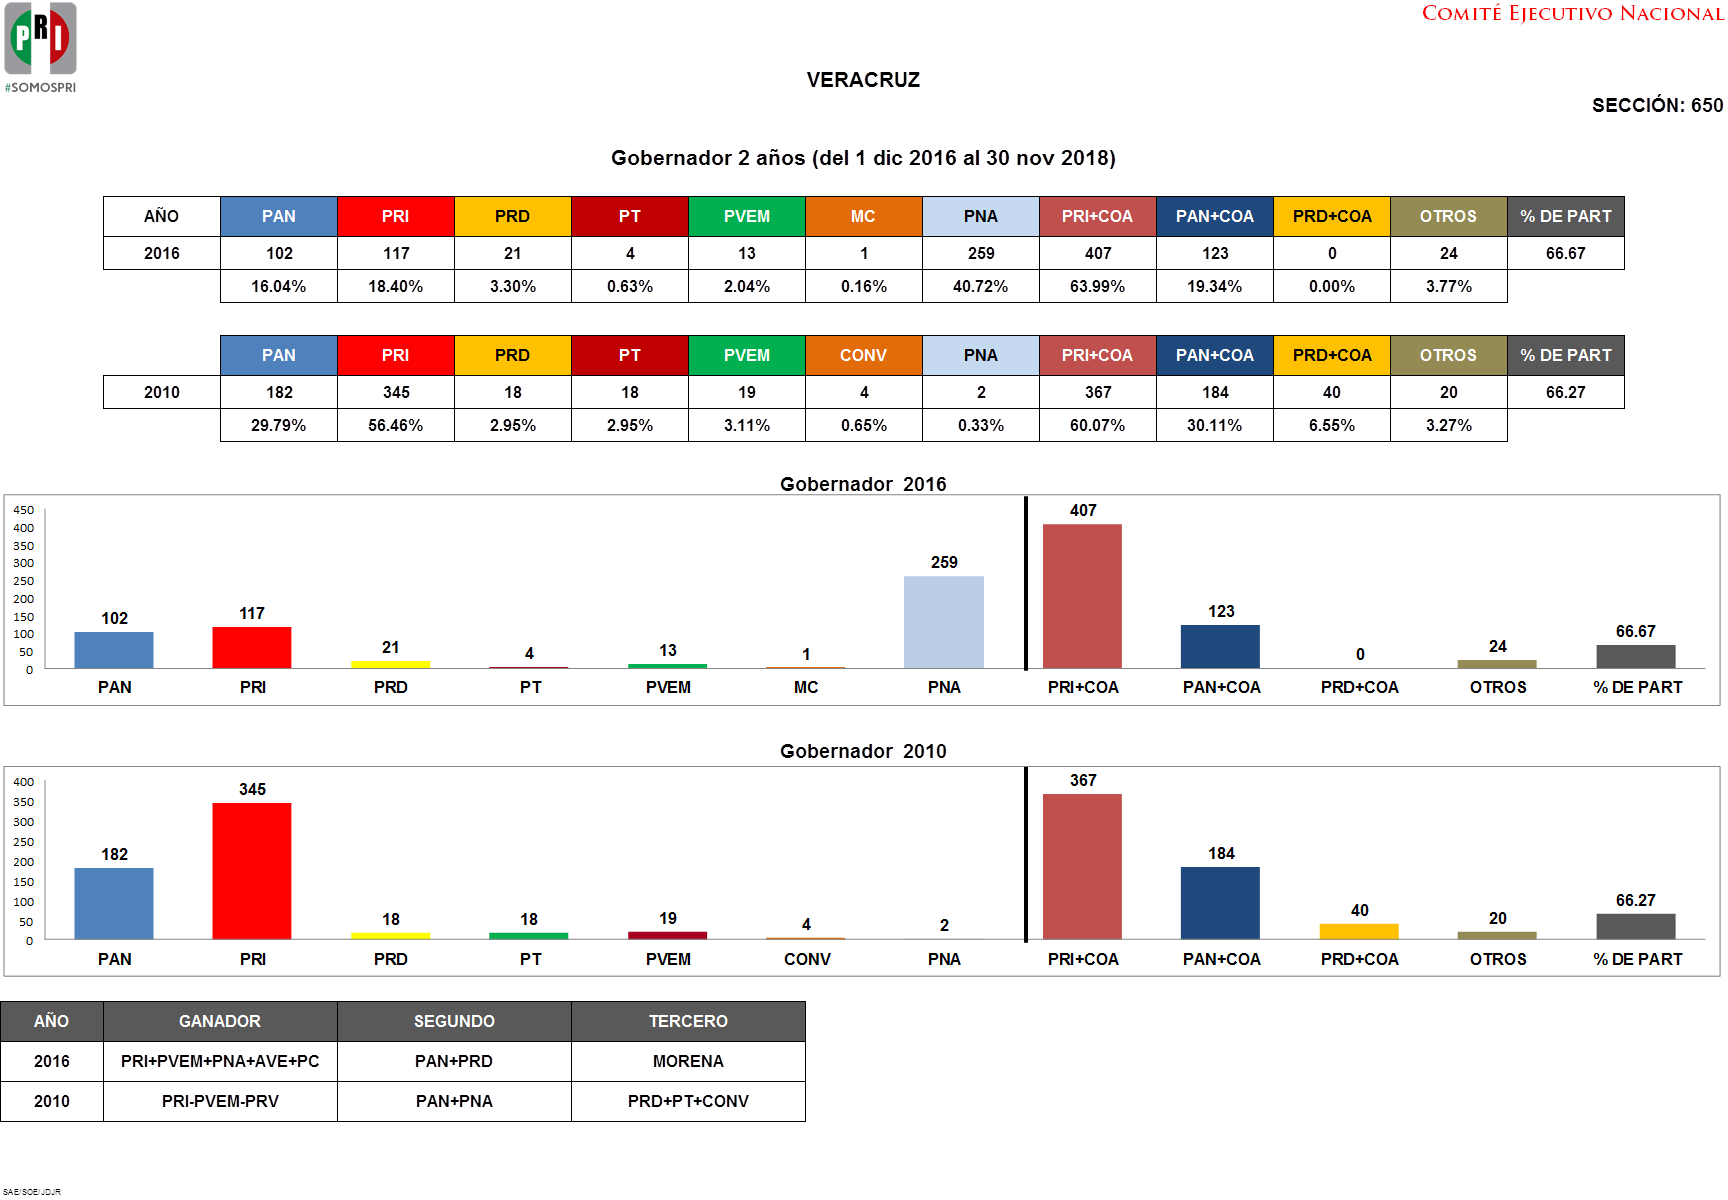 PRI
#SOMOSPRI
COMITÉ EJECUTIVO NACIONAL
VERACRUZ
SECCIÓN: 650
Gobernador 2 años (del 1 dic 2016 al 30 nov 2018)
AÑO PAN PRI PRD PT PVEM MC PNA PRI+COA PAN+COA PRD+COA OTROS % DE PART
2016 102 117 21 4 13 1 259 407 123 0 24 66.67
16.04% 18.40% 3.30% 0.63% 2.04% 0.16% 40.72% 63.99% 19.34% 0.00% 3.77%
PAN PRI PRD PT PVEM CONV PNA PRI+COA PAN+COA PRD+COA OTROS % DE PART
2010 182 345 18 18 19 4 2 367 184 40 20 66.27
29.79% 56.46% 2.95% 2.95% 3.11% 0.65% 0.33% 60.07% 30.11% 6.55% 3.27%
Gobernador 2016
450
400
350
300
250
200
150
100
50
0
102 117 21 4 13 1 259 407 123 0 24 66.67
PAN PRI PRD PT PVEM MC PNA PRI+COA PAN+COA PRD+COA OTROS % DE PART
Gobernador 2010
400
350
300
250
200
150
100
50
0
182 345 18 18 19 4 2 367 184 40 20 66.27
PAN PRI PRD PT PVEM CONV PNA PRI+COA PAN+COA PRD+COA OTROS % DE PART
AÑO GANADOR SEGUNDO TERCERO
2016 PRI+PVEM+PNA+AVE+PC PAN+PRD MORENA
2010 PRI-PVEM-PRV PAN+PNA PRD+PT+CONV
SAE/SOE/JDJR